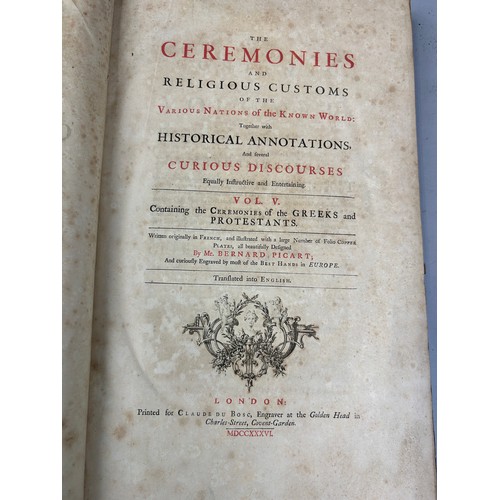 THE
CEREMONIES
AND
RELIGIOUS CUSTOMS
OF THE
VARIOUS NATIONS of the KNOWN WORLD:
Together with
HISTORICAL ANNOTATIONS,
And several
CURIOUS DISCOURSES
Equally Instructive and Entertaining.
VOL. V.
Containing the CEREMONIES of the GREEKS and
PROTESTANTS.
Written originally in FRENCH, and illustrated with a large Number of Folio COPPER
PLATES, all beautifully Designed
By Mr. BERNARD PICART;
And curiously Engraved by most of the BEST HANDS in EUROPE.
Translated into ENGLISH.
LONDON:
Printed for CLAUDE DU BOSC, Engraver at the Golden Head in
Charles-Street, Covent-Garden.
MDCCXXXVI.